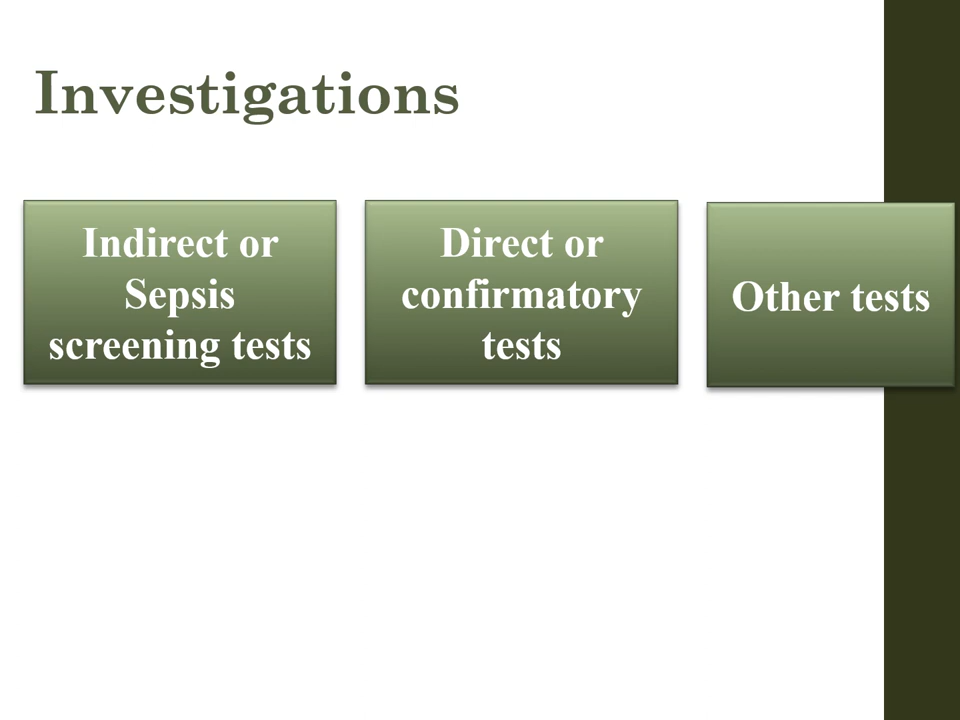 Investigations
Indirect or
Sepsis
screening tests
Direct or
confirmatory
tests
Other tests